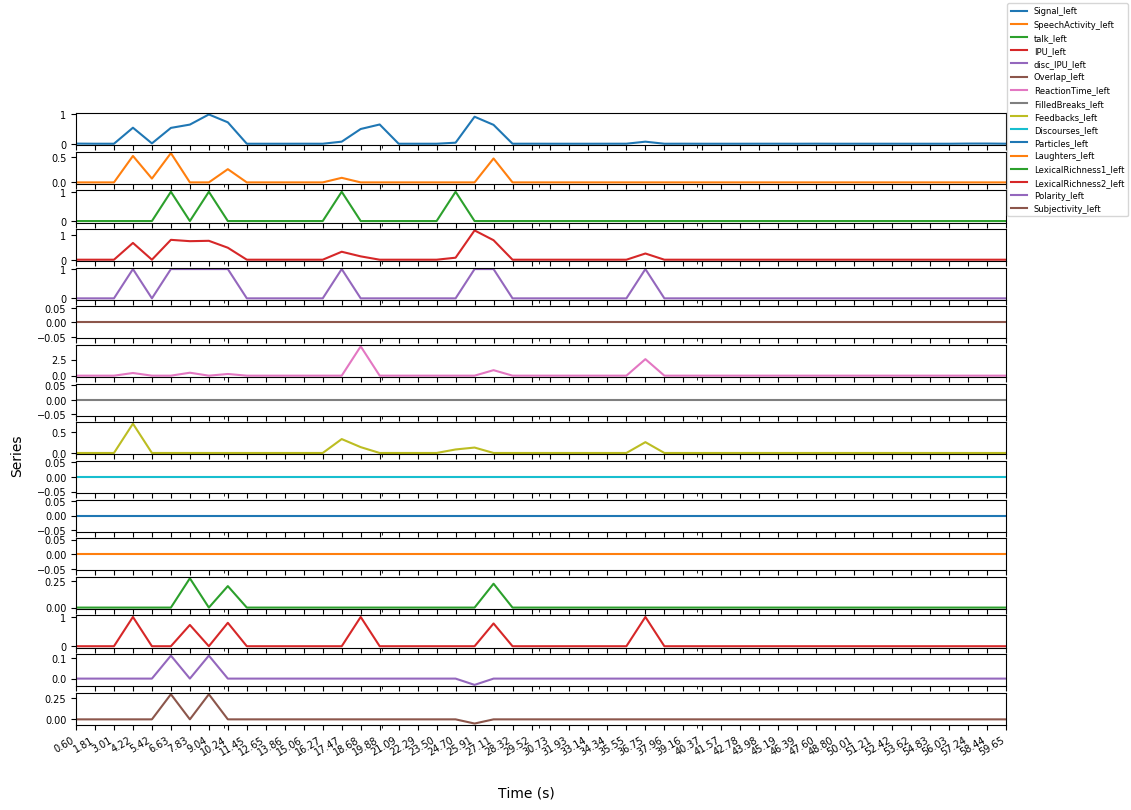 Signal_left
SpeechActivity_left
talk_left
IPU_left
disc_IPU_left
Overlap_left
ReactionTime_left
FilledBreaks_left
Feedbacks_left
Discourses_left
Particles_left
Laughters_left
LexicalRichness1_left
LexicalRichness2_left
Polarity_left
Subjectivity_left
1
0
0.5
0.0
1
0
1
0
1
0
0.05
0.00
−0.05
2.5
0.0
0.05
0.00
−0.05
0.5
0.0
0.05
0.00
−0.05
0.05
0.00
−0.05
0.05
0.00
−0.05
0.25
0.00
1
0
0.1
0.0
0.25
0.00
Series
0.60 1.81 3.01 4.22 5.42 6.63 7.83 9.04 10.24 11.45 12.65 13.86 15.06 16.27 17.47 18.68 19.88 21.09 22.29 23.50 24.70 25.91 27.11 28.32 29.52 30.73 31.93 33.14 34.34 35.55 36.75 37.96 39.16 40.37 41.57 42.78 43.98 45.19 46.39 47.60 48.80 50.01 51.21 52.42 53.62 54.83 56.03 57.24 58.44 59.65
Time (s)